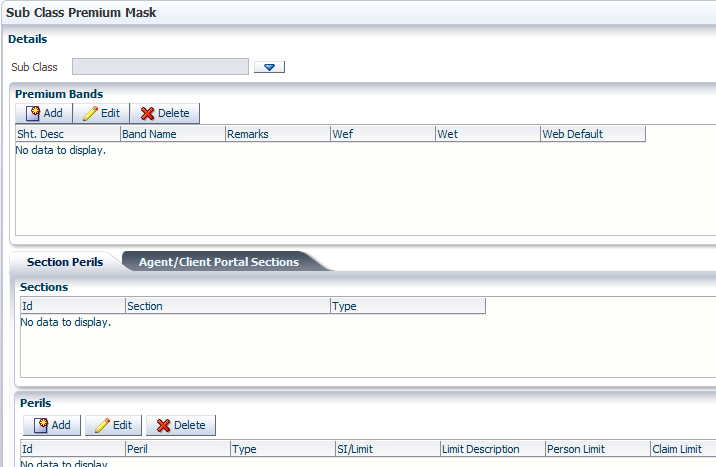 Sub Class Premium Mask
Details
Sub Class
Premium Bands
Add Edit Delete
Sht. Desc Band Name Remarks Wef Wet Web Default
No data to display.
Section Perils Agent/Client Portal Sections
Sections
Id Section Type
No data to display.
Perils
Add Edit Delete
Id Peril Type SI/Limit Limit Description Person Limit Claim Limit
No data to display